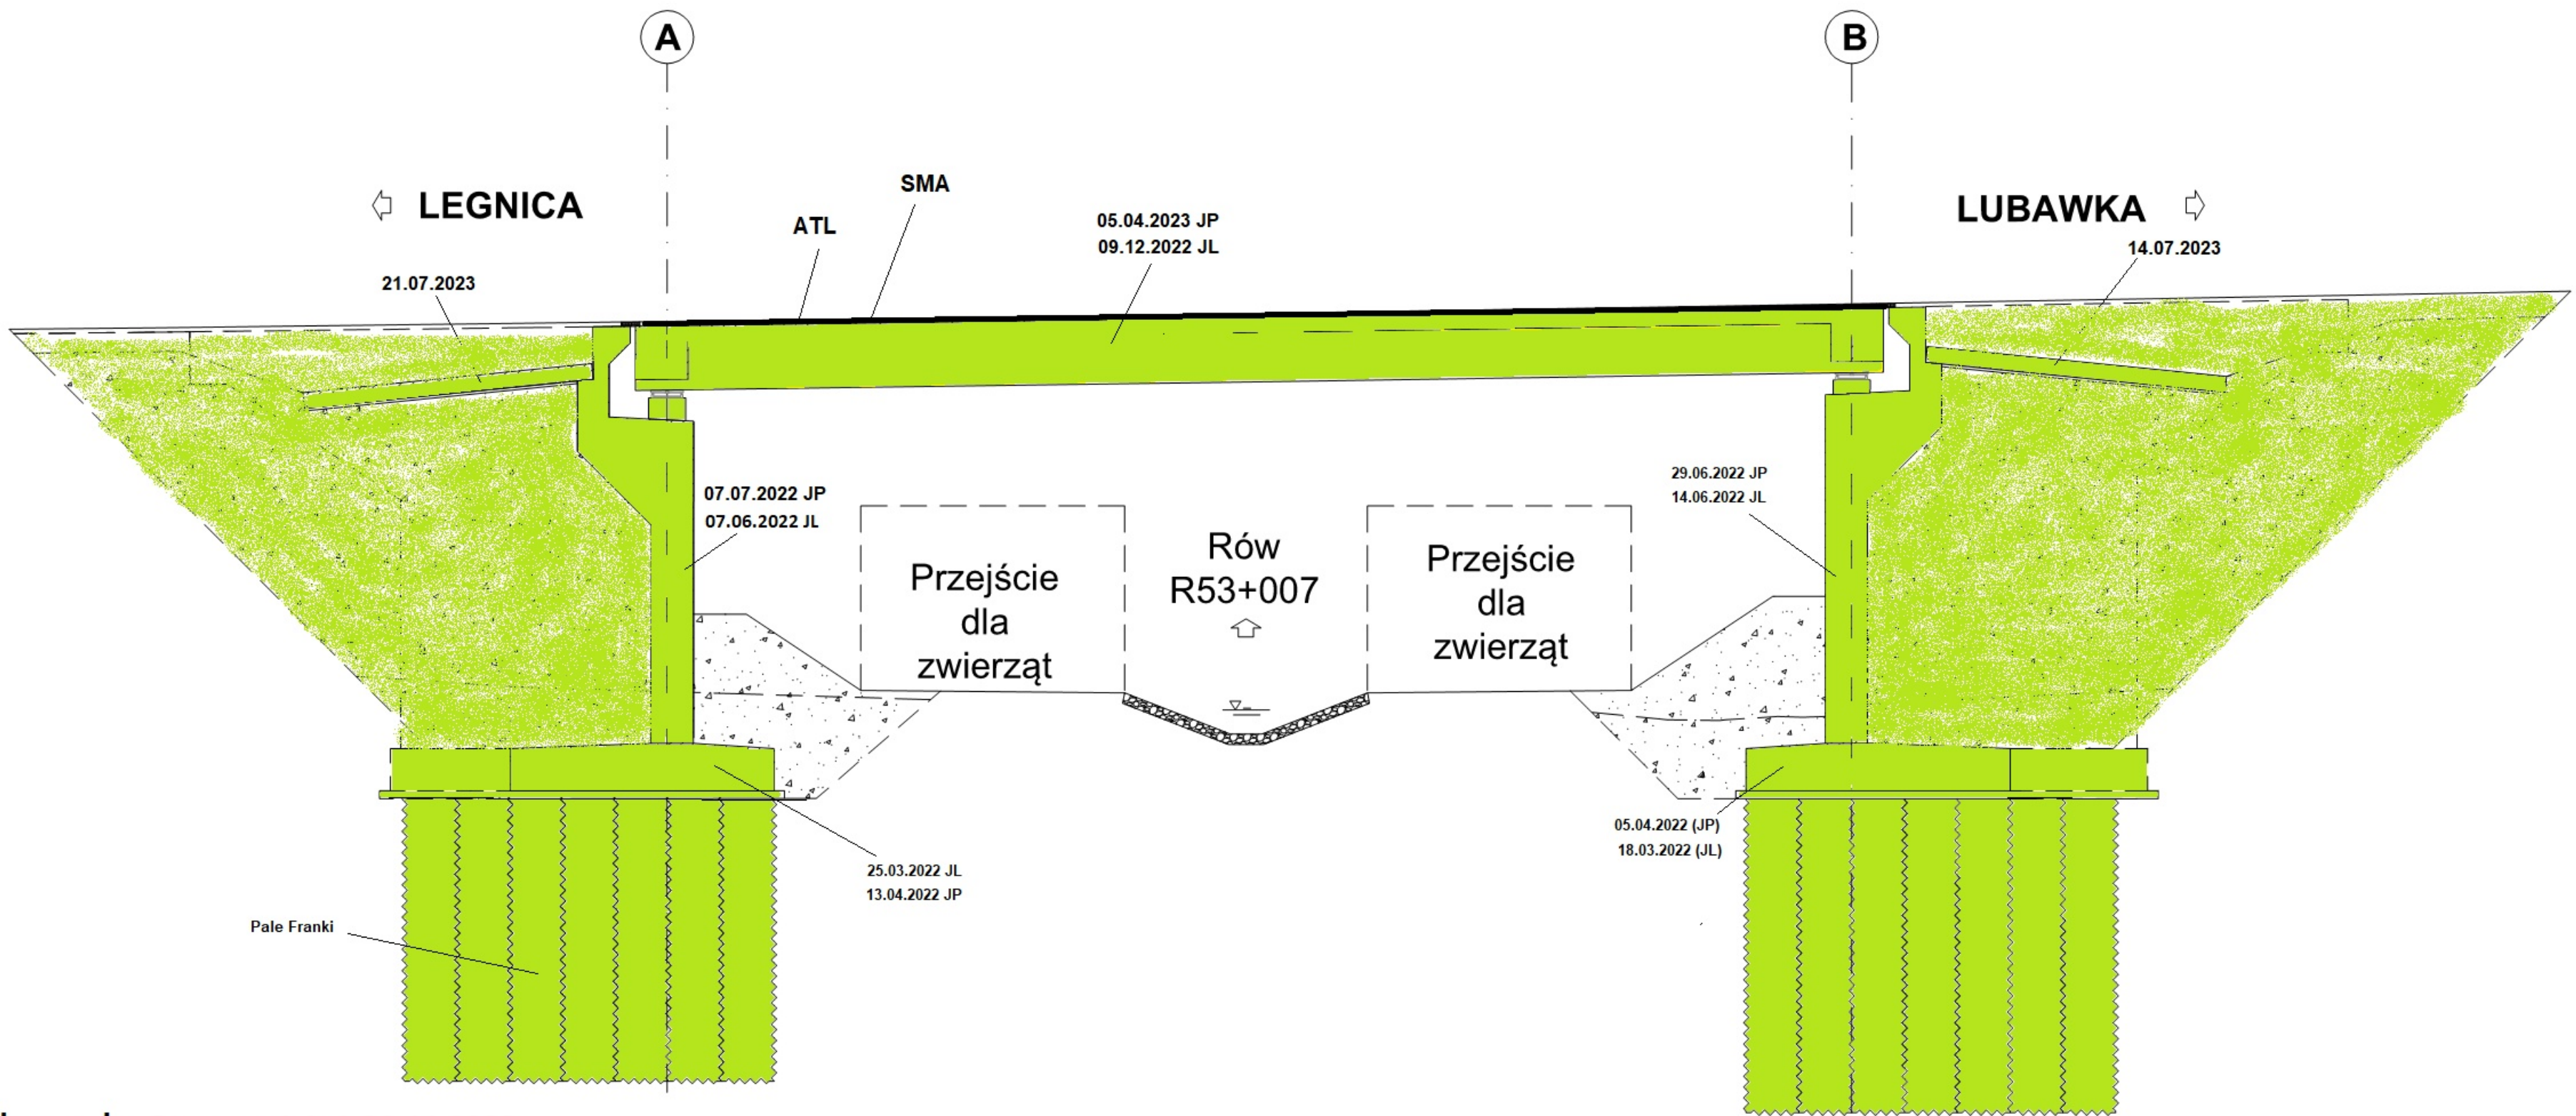 A
B
LEGNICA
SMA
ATL
05.04.2023 JP
09.12.2022 JL
LUBAWKA
14.07.2023
21.07.2023
07.07.2022 JP
07.06.2022 JL
29.06.2022 JP
14.06.2022 JL
Przejście
dla
zwierząt
Rów
R53+007
Przejście
dla
zwierząt
25.03.2022 JL
13.04.2022 JP
05.04.2022 (JP)
18.03.2022 (JL)
Pale Franki